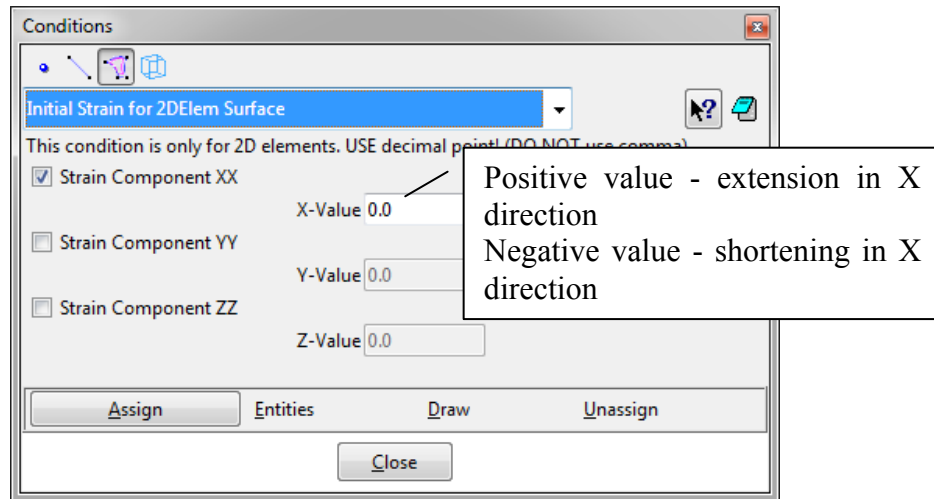 Conditions
Initial Strain for 2DElem Surface
This condition is only for 2D elements. USE decimal point! (DO NOT use comma)
Strain Component XX
X-Value 0.0
Strain Component YY
Y-Value 0.0
Strain Component ZZ
Z-Value 0.0
Positive value - extension in X
direction
Negative value - shortening in X
direction
Assign Entities Draw Unassign
Close